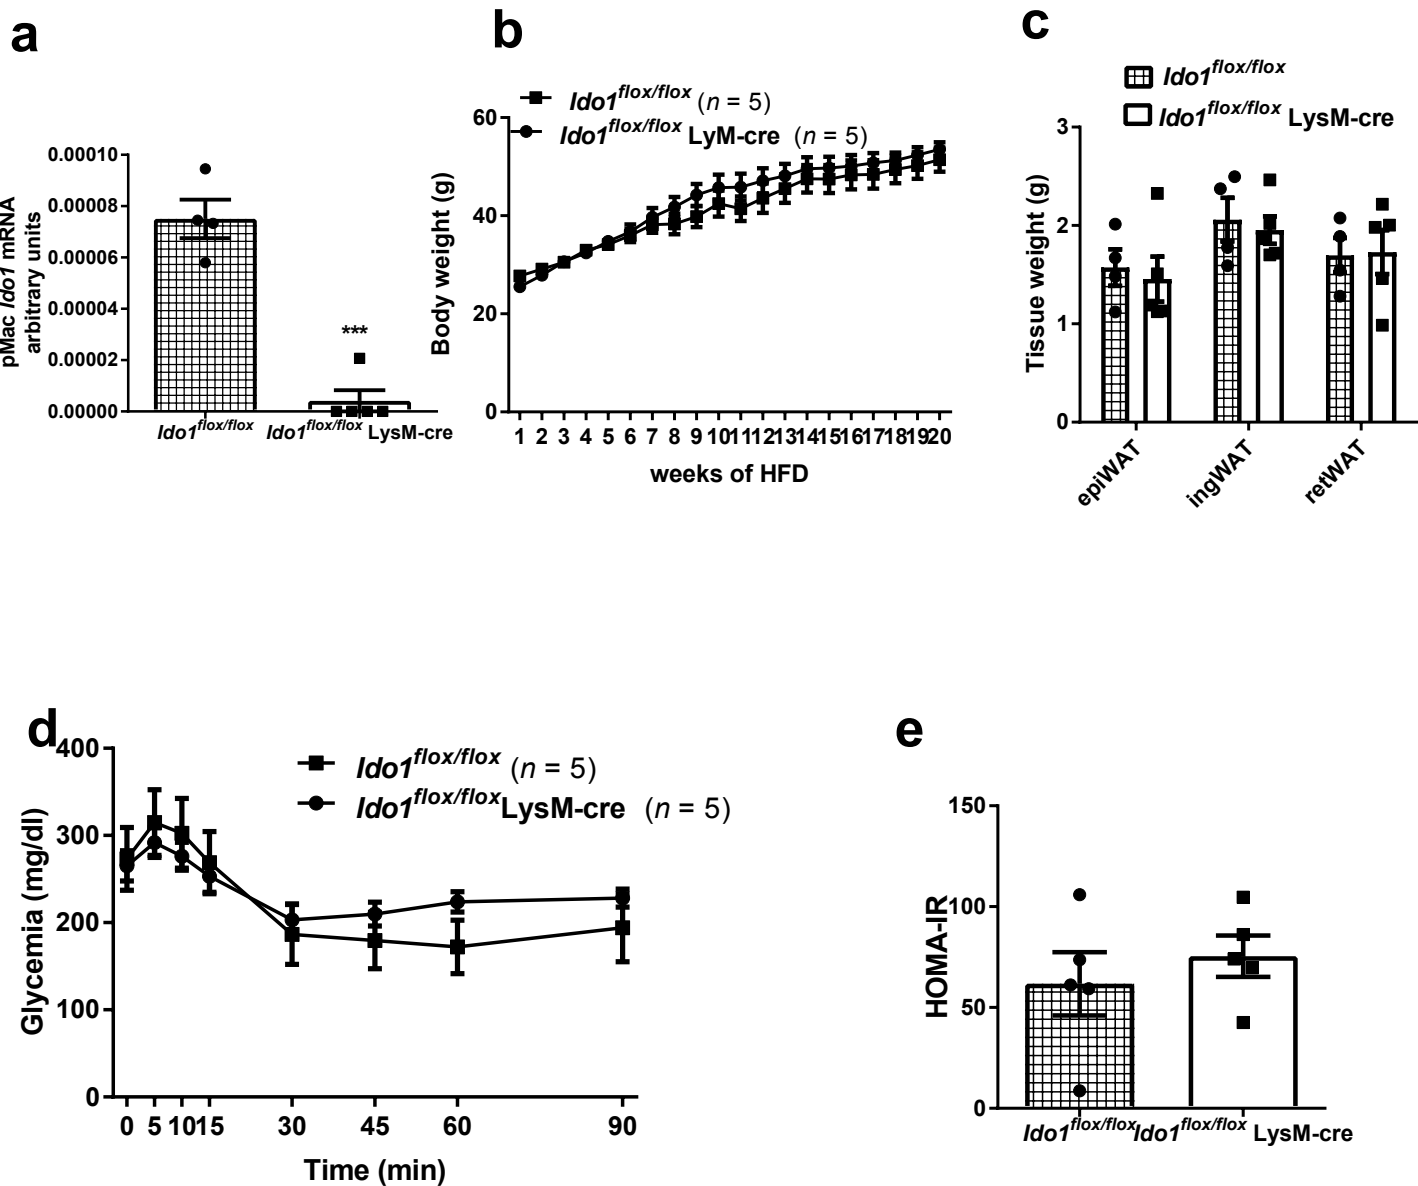 a
pMac Ido1 mRNA
arbitrary units
0.00010
0.00008
0.00006
0.00004
0.00002
0.00000
***
Ido1flox/flox
Ido1flox/flox LysM-cre
b
Ido1flox/flox (n = 5)
Ido1flox/flox LyM-cre (n = 5)
Body weight (g)
60
40
20
0
1 2 3 4 5 6 7 8 9 10 11 12 13 14 15 16 17 18 19 20
weeks of HFD
c
Ido1flox/flox
Ido1flox/flox LysM-cre
Tissue weight (g)
3
2
1
0
epiWAT
ingWAT
retWAT
d
Ido1flox/flox (n = 5)
Ido1flox/flox LysM-cre (n = 5)
Glycemia (mg/dl)
400
300
200
100
0
0 5 10 15 30 45 60 90
Time (min)
e
HOMA-IR
150
100
50
0
Ido1flox/flox
Ido1flox/flox LysM-cre